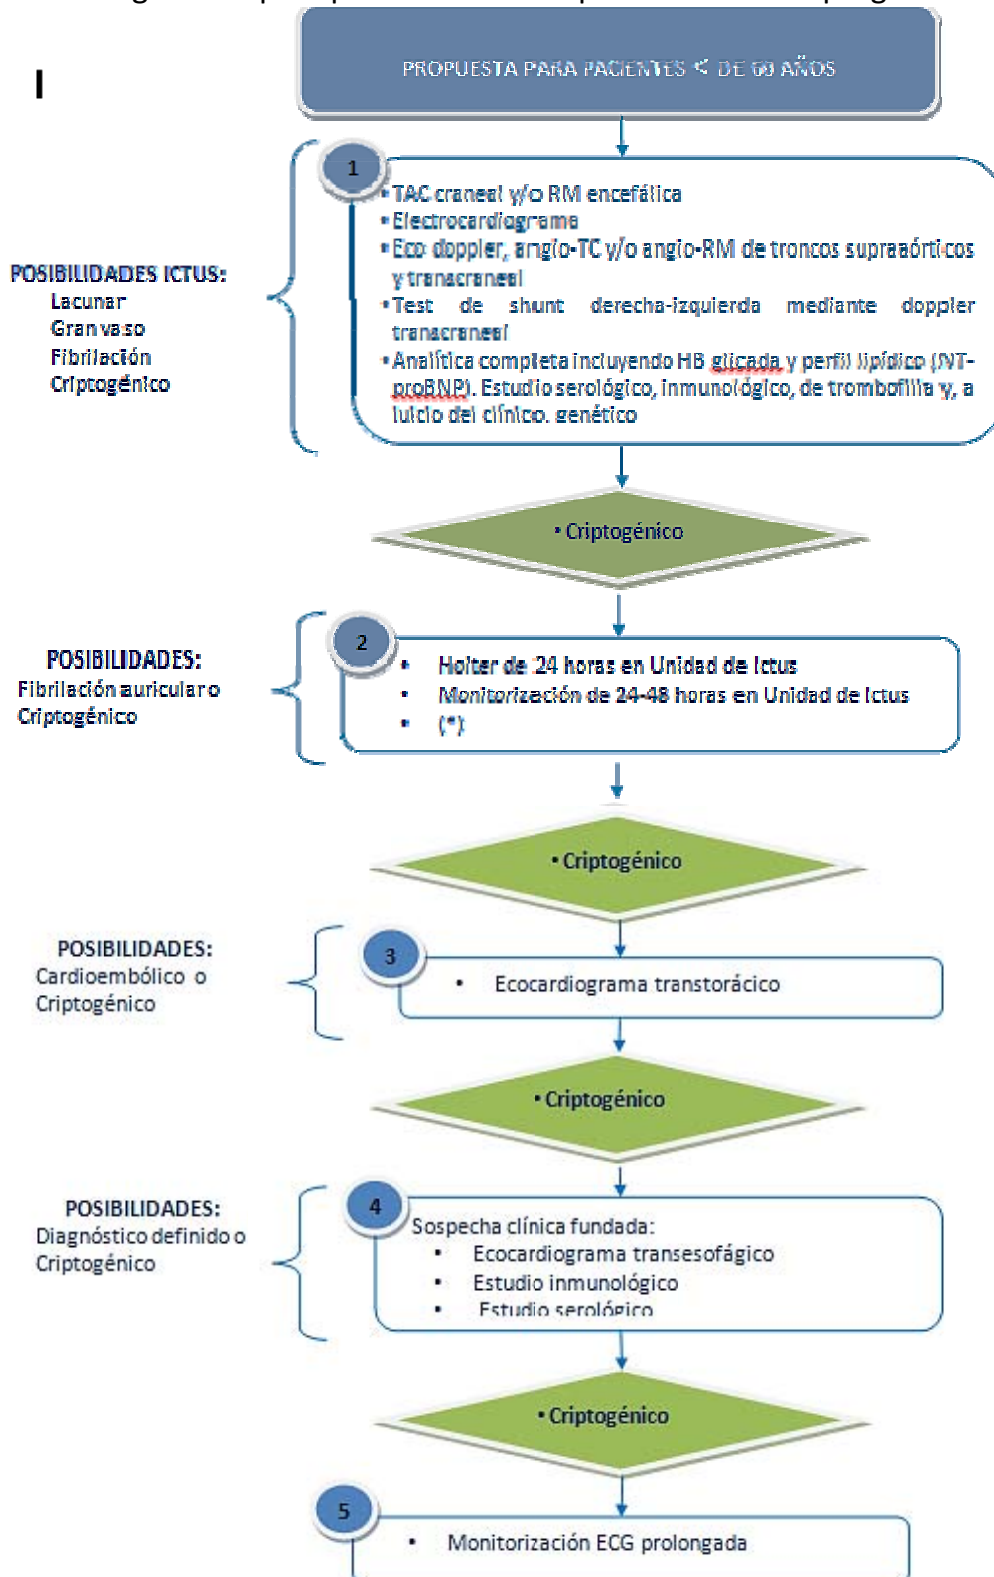 I
PROPUESTA PARA PACIENTES < DE 60 AÑOS
1
• TAC craneal y/o RM encefálica
• Electrocardiograma
• Eco doppler, angio-TC y/o angio-RM de troncos supraaórticos
y transcraneal
• Test de shunt derecha-izquierda mediante doppler
transcraneal
• Analítica completa incluyendo HB glicada y perfil lipídico (NT-
proBNP). Estudio serológico, inmunológico, de trombofilia y, a
juicio del clínico, genético
POSIBILIDADES ICTUS:
Lacunar
Gran vaso
Fibrilación
Criptogénico
• Criptogénico
2
• Holter de 24 horas en Unidad de Ictus
• Monitorización de 24-48 horas en Unidad de Ictus
• (*)
POSIBILIDADES:
Fibrilación auricular o
Criptogénico
• Criptogénico
3
• Ecocardiograma transtorácico
POSIBILIDADES:
Cardioembólico o
Criptogénico
• Criptogénico
4
Sospecha clínica fundada:
• Ecocardiograma transesofágico
• Estudio inmunológico
• Estudio serológico
POSIBILIDADES:
Diagnóstico definido o
Criptogénico
• Criptogénico
5
• Monitorización ECG prolongada